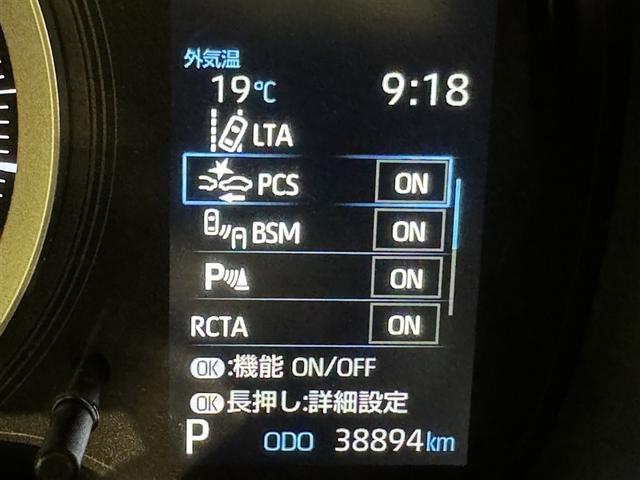 外気温
19℃ 9:18
LTA
PCS ON
BSM ON
P ON
RCTA ON
OK:機能 ON/OFF
OK長押し:詳細設定
P ODO 38894km